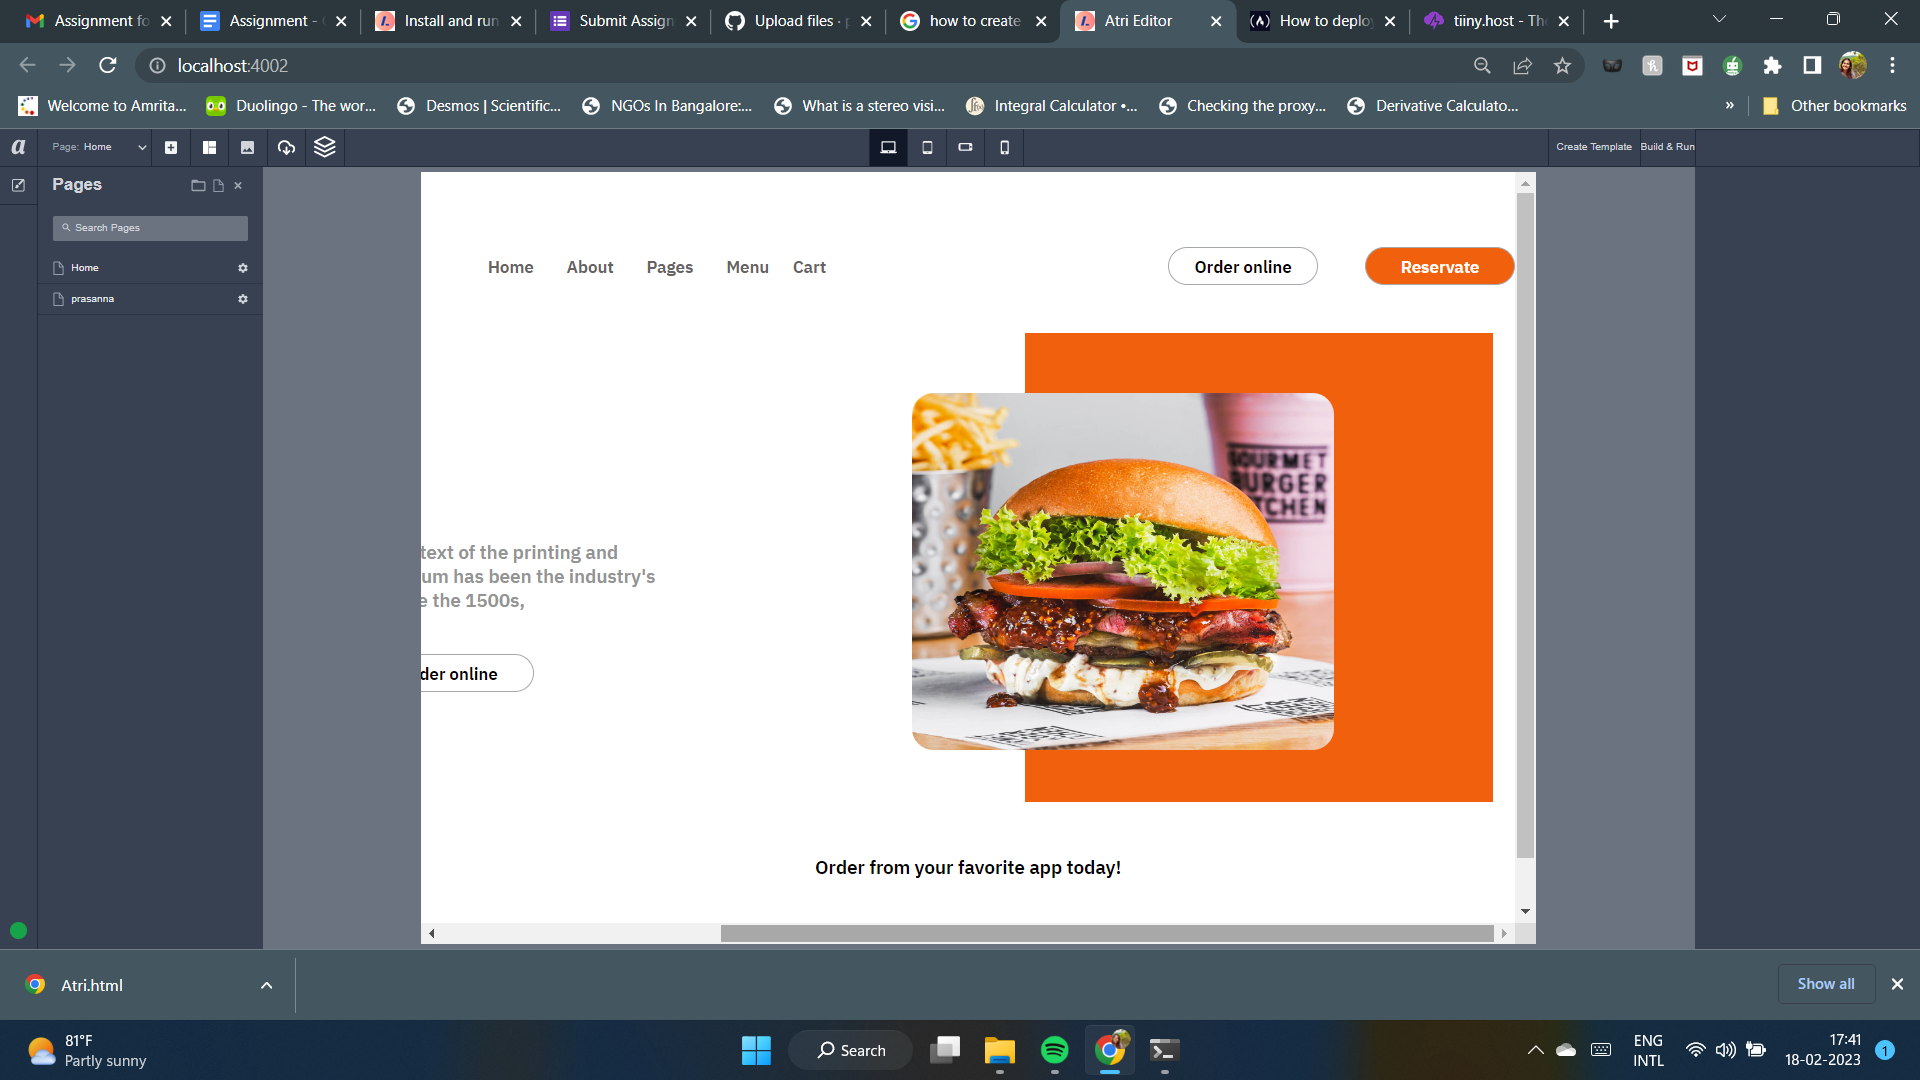 Assignment fo
Assignment -
Install and run
Submit Assign
Upload files ·
how to create
Atri Editor
How to deplo
tiiny.host - Th
localhost:4002
Welcome to Amrita...
Duolingo - The wor...
Desmos | Scientific...
NGOs In Bangalore:...
What is a stereo visi...
Integral Calculator •...
Checking the proxy...
Derivative Calculato...
»
Other bookmarks
a
Page: Home
Create Template
Build & Run
Pages
Search Pages
Home
prasanna
Home
About
Pages
Menu
Cart
Order online
Reservate
GOURMET
BURGER
text of the printing and
um has been the industry's
e the 1500s,
der online
Order from your favorite app today!
Atri.html
Show all
81°F
Partly sunny
Search
ENG
INTL
17:41
18-02-2023
1